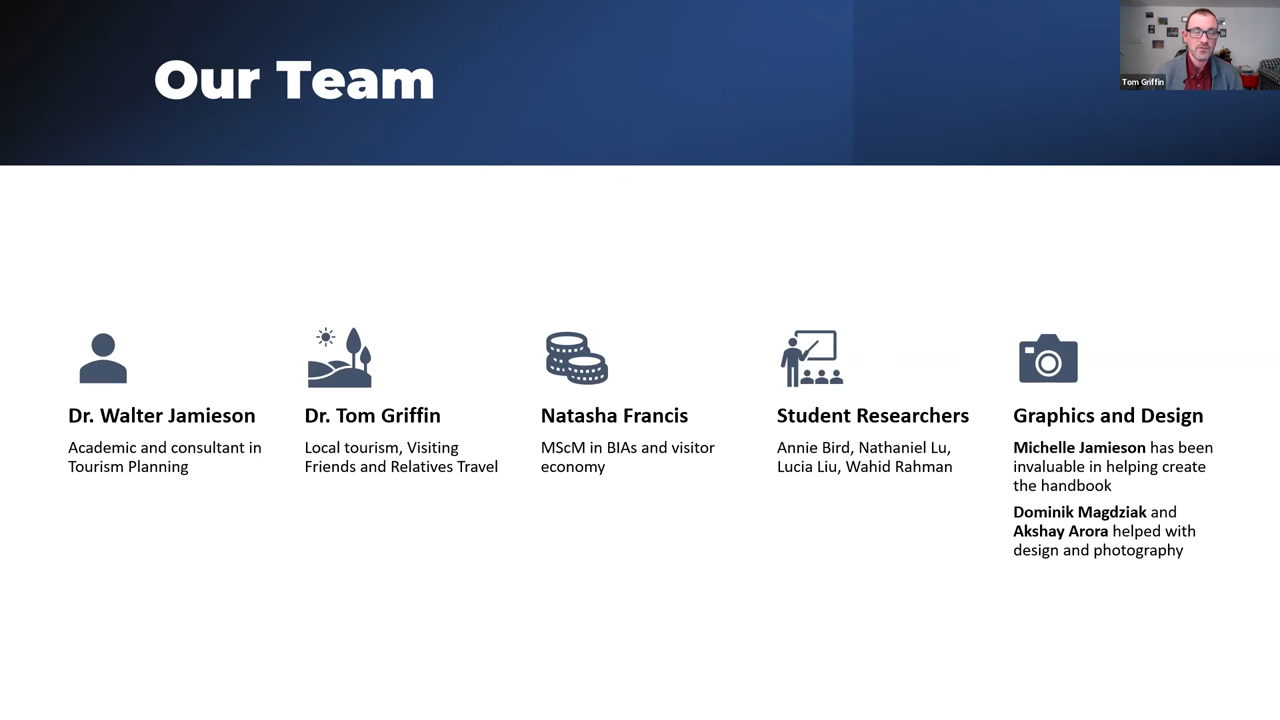 Our Team
Tom Griffin
Dr. Walter Jamieson
Academic and consultant in
Tourism Planning
Dr. Tom Griffin
Local tourism, Visiting
Friends and Relatives Travel
Natasha Francis
MScM in BIAs and visitor
economy
Student Researchers
Annie Bird, Nathaniel Lu,
Lucia Liu, Wahid Rahman
Graphics and Design
Michelle Jamieson has been
invaluable in helping create
the handbook
Dominik Magdziak and
Akshay Arora helped with
design and photography